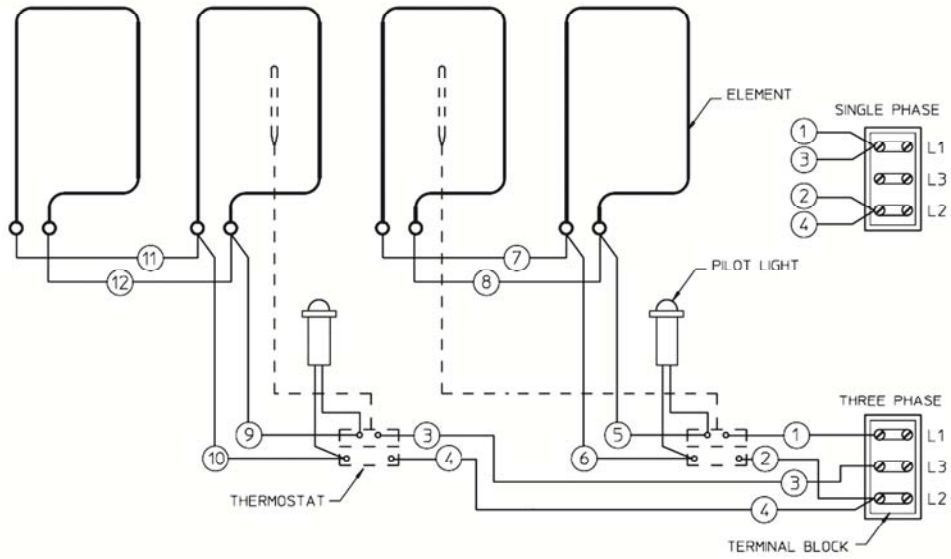 ELEMENT
SINGLE PHASE
1
L1
3
L3
2
L2
4
11
7
12
8
PILOT LIGHT
THREE PHASE
9
3
5
1
L1
10
4
6
2
L3
3
THERMOSTAT
4
L2
TERMINAL BLOCK